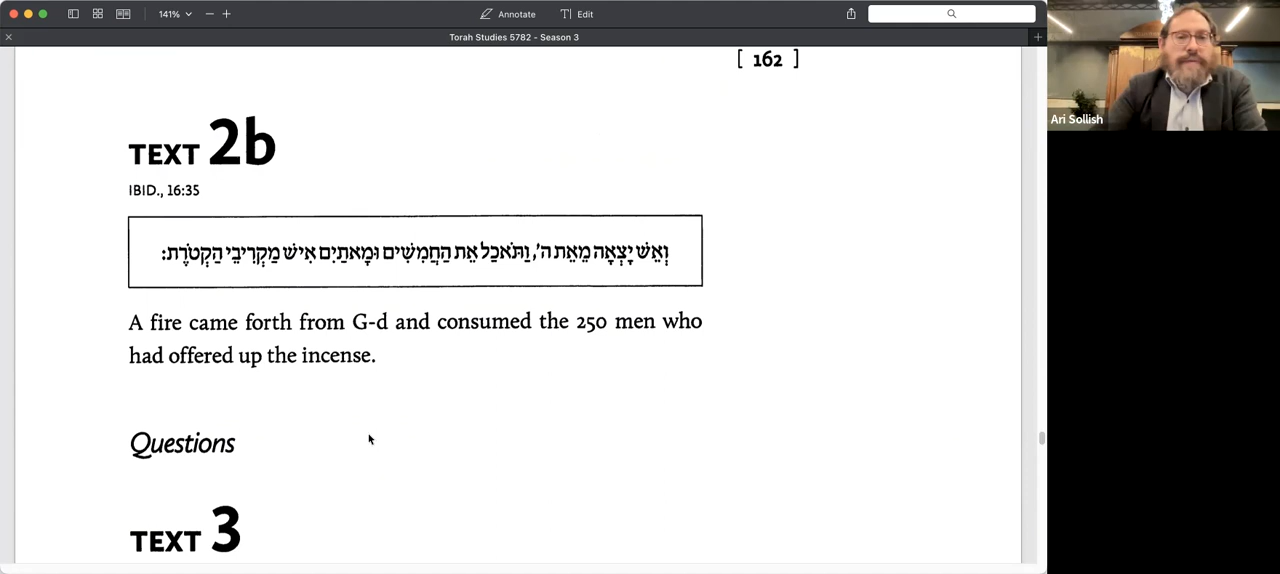 141%
Annotate
Edit
Torah Studies 5782 - Season 3
[ 162 ]
TEXT 2b
IBID., 16:35
וְאֵשׁ יָצְאָה מֵאֵת ה', וַתֹּאכַל אֵת הַחֲמִשִּׁים וּמָאתַיִם אִישׁ מַקְרִיבֵי הַקְּטֹרֶת:
A fire came forth from G-d and consumed the 250 men who
had offered up the incense.
Questions
TEXT 3
Ari Sollish